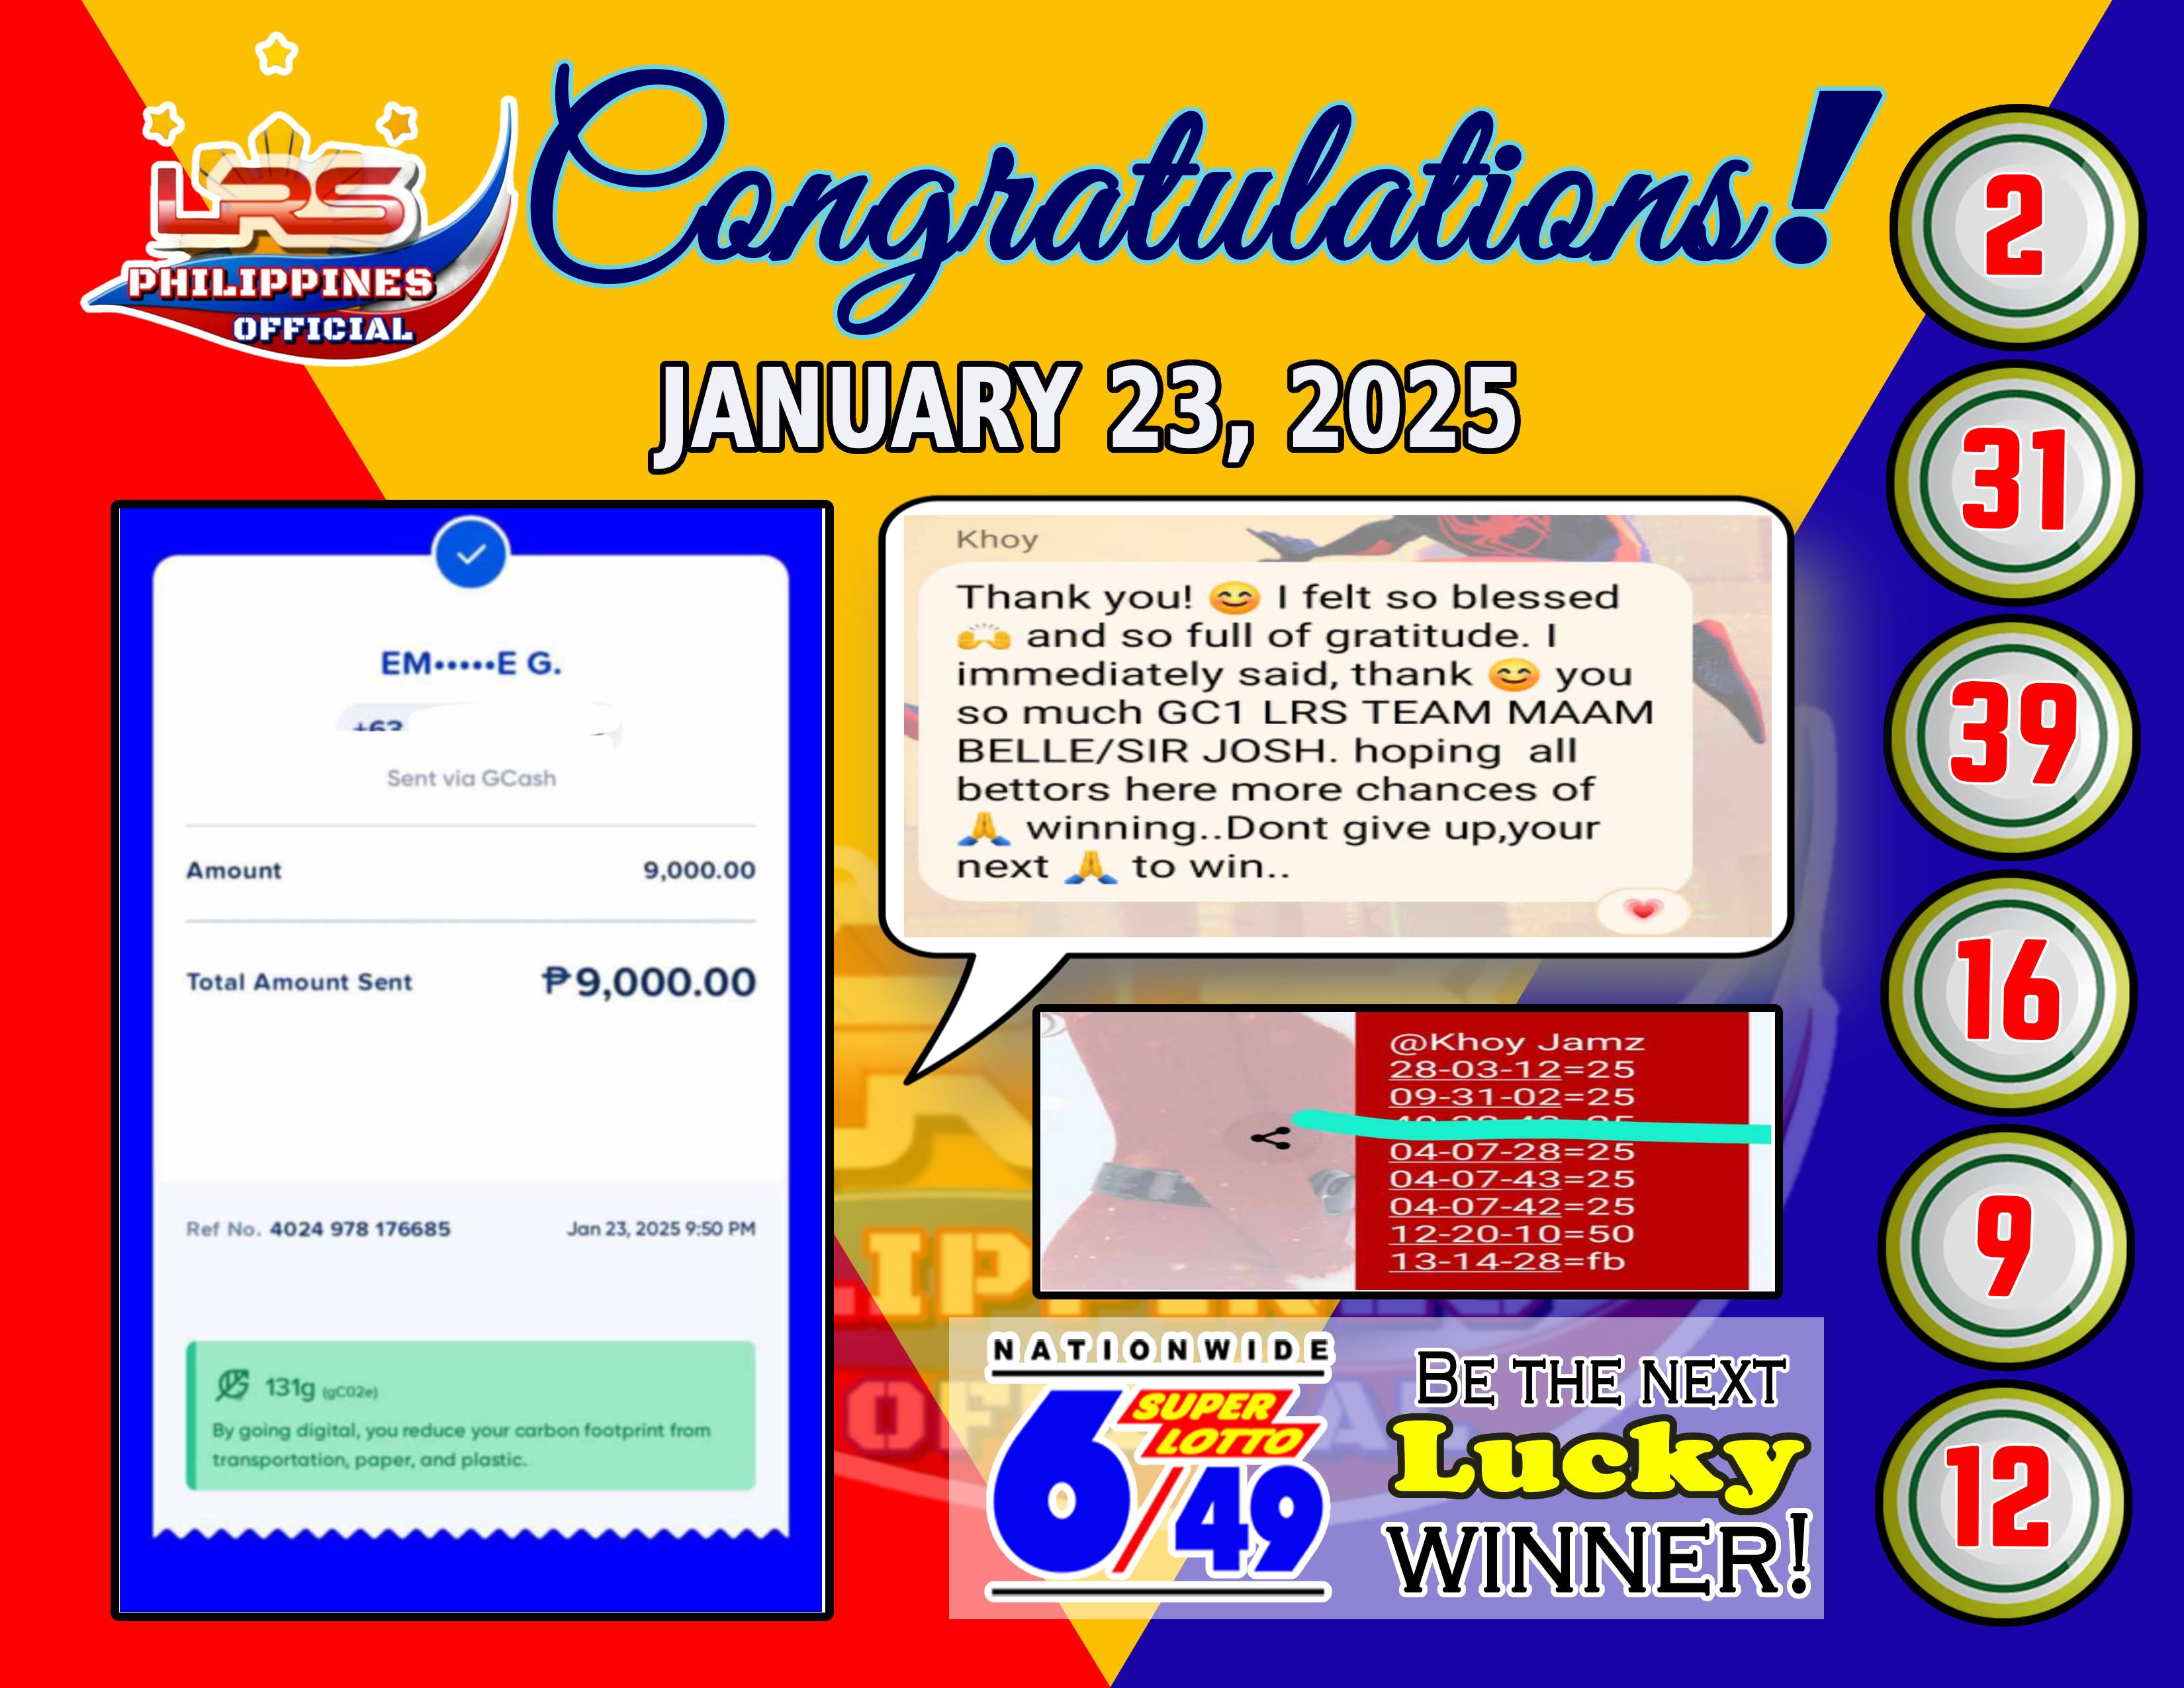 LRS
PHILIPPINES
OFFICIAL
Congratulations!
JANUARY 23, 2025
EM•••••E G.
+63
Sent via GCash
Amount 9,000.00
Total Amount Sent ₱9,000.00
Ref No. 4024 978 176685 Jan 23, 2025 9:50 PM
131g (gCO2e)
By going digital, you reduce your carbon footprint from
transportation, paper, and plastic.
Khoy
Thank you! 😊 I felt so blessed
🙌 and so full of gratitude. I
immediately said, thank 😊 you
so much GC1 LRS TEAM MAAM
BELLE/SIR JOSH. hoping all
bettors here more chances of
🙏 winning..Dont give up,your
next 🙏 to win..
@Khoy Jamz
28-03-12=25
09-31-02=25
04-07-28=25
04-07-43=25
04-07-42=25
12-20-10=50
13-14-28=fb
NATIONWIDE
SUPER
LOTTO
6/49
BE THE NEXT
Lucky
WINNER!
2
31
39
16
9
12